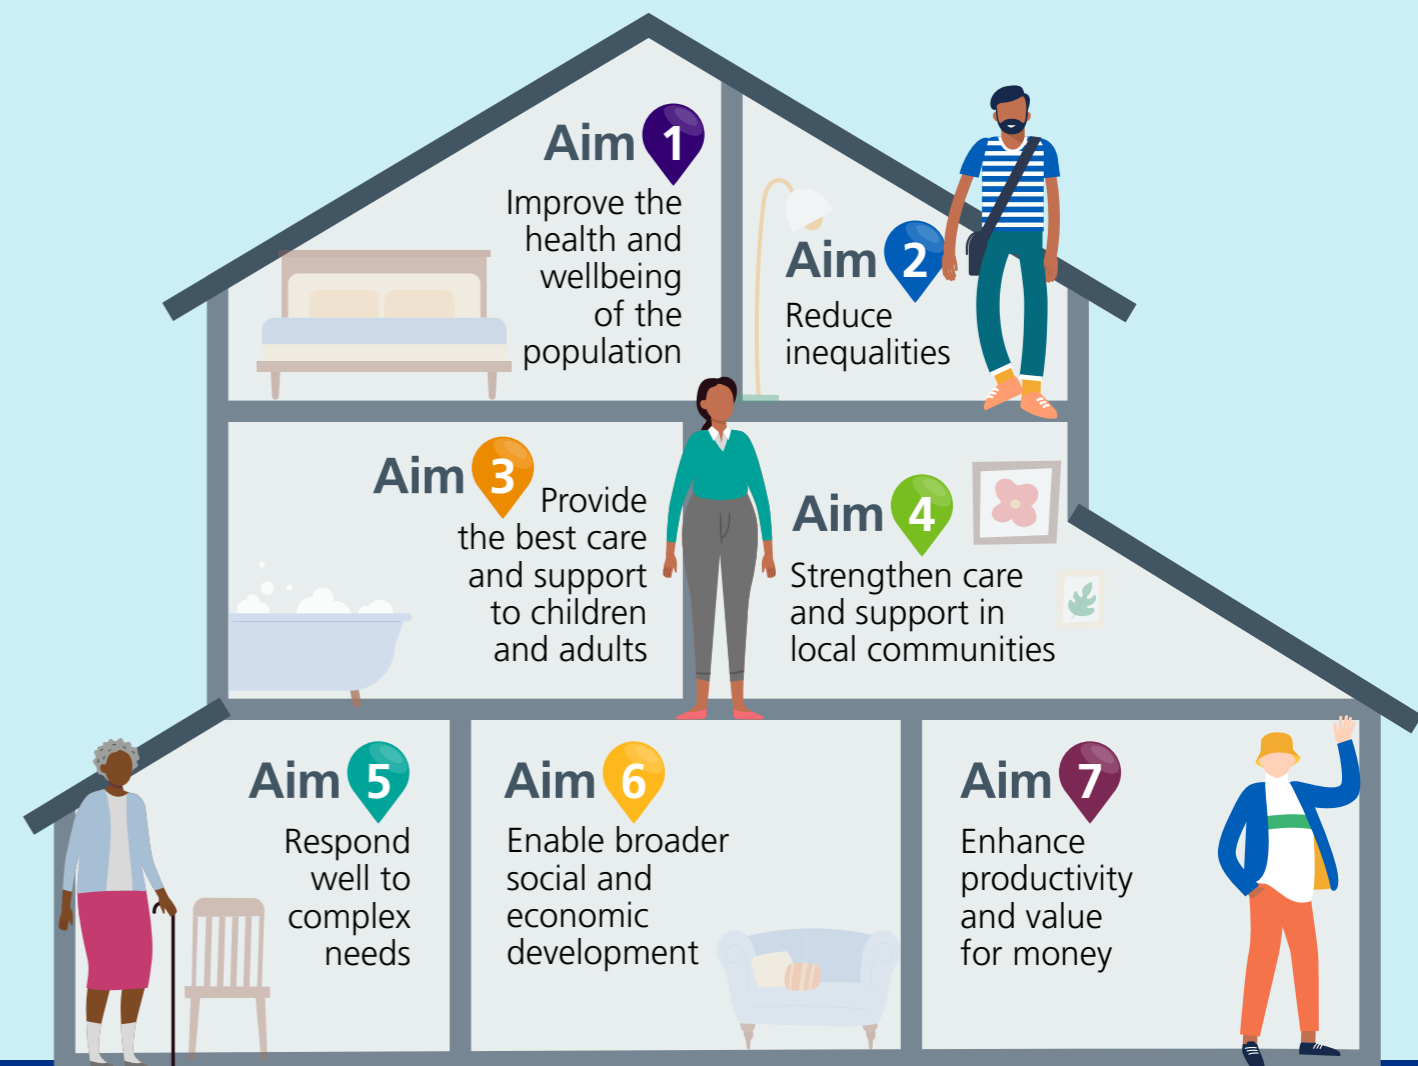 Aim 1
Improve the
health and
wellbeing
of the
population
Aim 2
Reduce
inequalities
Aim 3
Provide
the best care
and support
to children
and adults
Aim 4
Strengthen care
and support in
local communities
Aim 5
Respond
well to
complex
needs
Aim 6
Enable broader
social and
economic
development
Aim 7
Enhance
productivity
and value
for money